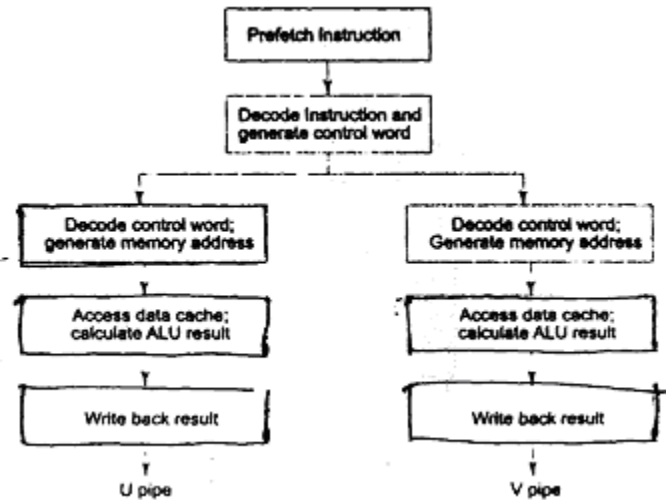 Prefetch Instruction
Decode Instruction and
generate control word
Decode control word;
generate memory address
Decode control word;
Generate memory address
Access data cache;
calculate ALU result
Access data cache;
calculate ALU result
Write back result
Write back result
U pipe
V pipe